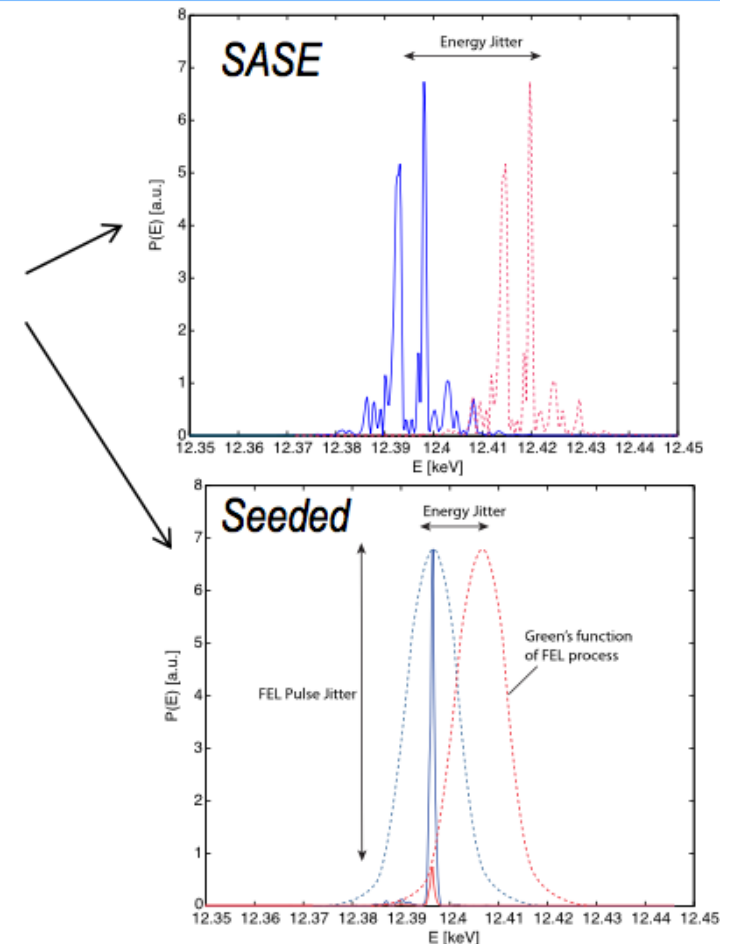 SASE
Energy Jitter
8
7
6
5
4
3
2
1
0
P(E) [a.u.]
12.35 12.36 12.37 12.38 12.39 12.4 12.41 12.42 12.43 12.44 12.45
E [keV]
Seeded
Energy Jitter
8
7
6
5
4
3
2
1
0
P(E) [a.u.]
Green's function
of FEL process
FEL Pulse Jitter
12.35 12.36 12.37 12.38 12.39 12.4 12.41 12.42 12.43 12.44 12.45
E [keV]